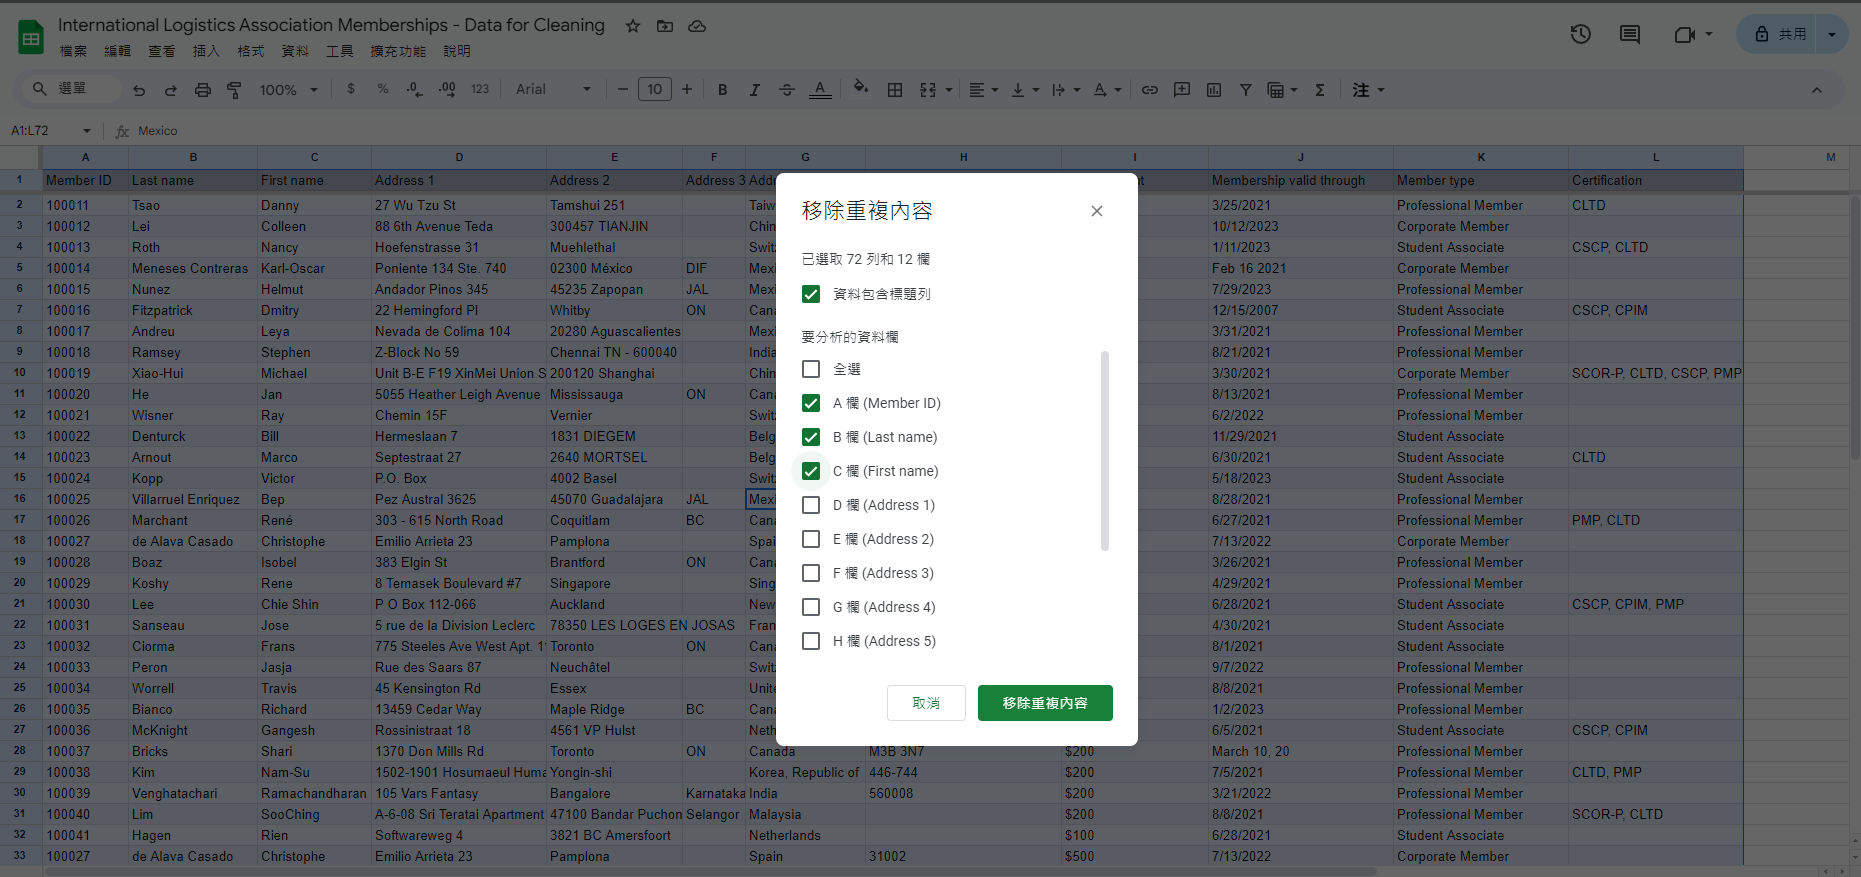 International Logistics Association Memberships - Data for Cleaning
檔案 編輯 查看 插入 格式 資料 工具 擴充功能 說明
共用
選單 100% $ % .0 .00 123 Arial 10 B I A 注
A1:L72 fx Mexico
A B C D E F G H I J K L M
1 Member ID Last name First name Address 1 Address 2 Address 3 Membership valid through Member type Certification
2 100011 Tsao Danny 27 Wu Tzu St Tamshui 251 Taiw 3/25/2021 Professional Member CLTD
3 100012 Lei Colleen 88 6th Avenue Teda 300457 TIANJIN Chin 10/12/2023 Corporate Member
4 100013 Roth Nancy Hoefenstrasse 31 Muehlethal Switz 1/11/2023 Student Associate CSCP, CLTD
5 100014 Meneses Contreras Karl-Oscar Poniente 134 Ste. 740 02300 México DIF Mexi Feb 16 2021 Corporate Member
6 100015 Nunez Helmut Andador Pinos 345 45235 Zapopan JAL Mexi 7/29/2023 Professional Member
7 100016 Fitzpatrick Dmitry 22 Hemingford Pl Whitby ON Cana 12/15/2007 Student Associate CSCP, CPIM
8 100017 Andreu Leya Nevada de Colima 104 20280 Aguascalientes Mexi 3/31/2021 Professional Member
9 100018 Ramsey Stephen Z-Block No 59 Chennai TN - 600040 India 8/21/2021 Professional Member
10 100019 Xiao-Hui Michael Unit B-E F19 XinMei Union S 200120 Shanghai Chin 3/30/2021 Corporate Member SCOR-P, CLTD, CSCP, PMP
11 100020 He Jan 5055 Heather Leigh Avenue Mississauga ON Cana 8/13/2021 Professional Member
12 100021 Wisner Ray Chemin 15F Vernier Switz 6/2/2022 Professional Member
13 100022 Denturck Bill Hermeslaan 7 1831 DIEGEM Belg 11/29/2021 Student Associate
14 100023 Arnout Marco Septestraat 27 2640 MORTSEL Belg 6/30/2021 Student Associate CLTD
15 100024 Kopp Victor P.O. Box 4002 Basel Switz 5/18/2023 Student Associate
16 100025 Villarruel Enriquez Bep Pez Austral 3625 45070 Guadalajara JAL Mexi 8/28/2021 Professional Member
17 100026 Marchant René 303 - 615 North Road Coquitlam BC Cana 6/27/2021 Professional Member PMP, CLTD
18 100027 de Alava Casado Christophe Emilio Arrieta 23 Pamplona Spai 7/13/2022 Corporate Member
19 100028 Boaz Isobel 383 Elgin St Brantford ON Cana 3/26/2021 Professional Member
20 100029 Koshy Rene 8 Temasek Boulevard #7 Singapore Sing 4/29/2021 Professional Member
21 100030 Lee Chie Shin P O Box 112-066 Auckland New 6/28/2021 Student Associate CSCP, CPIM, PMP
22 100031 Sanseau Jose 5 rue de la Division Leclerc 78350 LES LOGES EN JOSAS Fran 4/30/2021 Student Associate
23 100032 Ciorma Frans 775 Steeles Ave West Apt. 1 Toronto ON Cana 8/1/2021 Student Associate
24 100033 Peron Jasja Rue des Saars 87 Neuchâtel Switz 9/7/2022 Professional Member
25 100034 Worrell Travis 45 Kensington Rd Essex Unite 8/8/2021 Professional Member
26 100035 Bianco Richard 13459 Cedar Way Maple Ridge BC Cana 1/2/2023 Professional Member
27 100036 McKnight Gangesh Rossinistraat 18 4561 VP Hulst Neth 6/5/2021 Student Associate CSCP, CPIM
28 100037 Bricks Shari 1370 Don Mills Rd Toronto ON Canada M3B 3N7 $200 March 10, 20 Professional Member
29 100038 Kim Nam-Su 1502-1901 Hosumaeul Huma Yongin-shi Korea, Republic of 446-744 $200 7/5/2021 Professional Member CLTD, PMP
30 100039 Venghatachari Ramachandharan 105 Vars Fantasy Bangalore Karnataka India 560008 $200 3/21/2022 Professional Member
31 100040 Lim SooChing A-6-08 Sri Teratai Apartment 47100 Bandar Puchon Selangor Malaysia $200 8/8/2021 Professional Member SCOR-P, CLTD
32 100041 Hagen Rien Softwareweg 4 3821 BC Amersfoort Netherlands $100 6/28/2021 Student Associate
33 100027 de Alava Casado Christophe Emilio Arrieta 23 Pamplona Spain 31002 $500 7/13/2022 Corporate Member
移除重複內容
已選取 72 列和 12 欄
資料包含標題列
要分析的資料欄
全選
A 欄 (Member ID)
B 欄 (Last name)
C 欄 (First name)
D 欄 (Address 1)
E 欄 (Address 2)
F 欄 (Address 3)
G 欄 (Address 4)
H 欄 (Address 5)
取消 移除重複內容